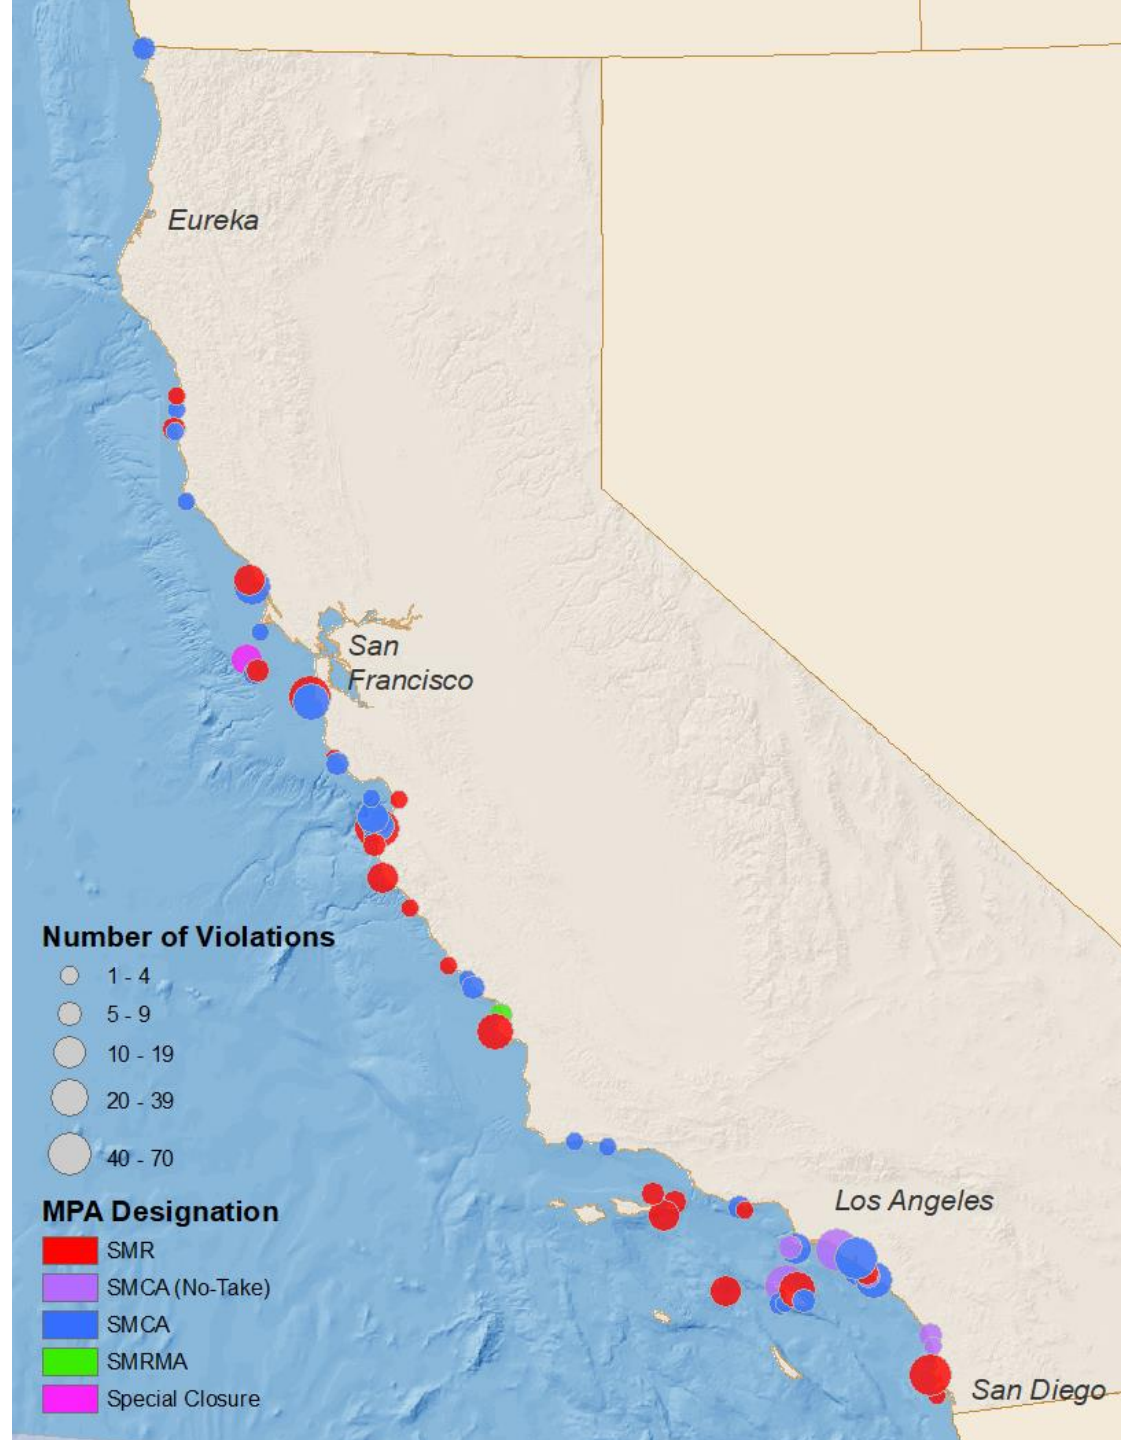 Eureka
San
Francisco
Number of Violations
1 - 4
5 - 9
10 - 19
20 - 39
40 - 70
MPA Designation
SMR
SMCA (No-Take)
SMCA
SMRMA
Special Closure
Los Angeles
San Diego